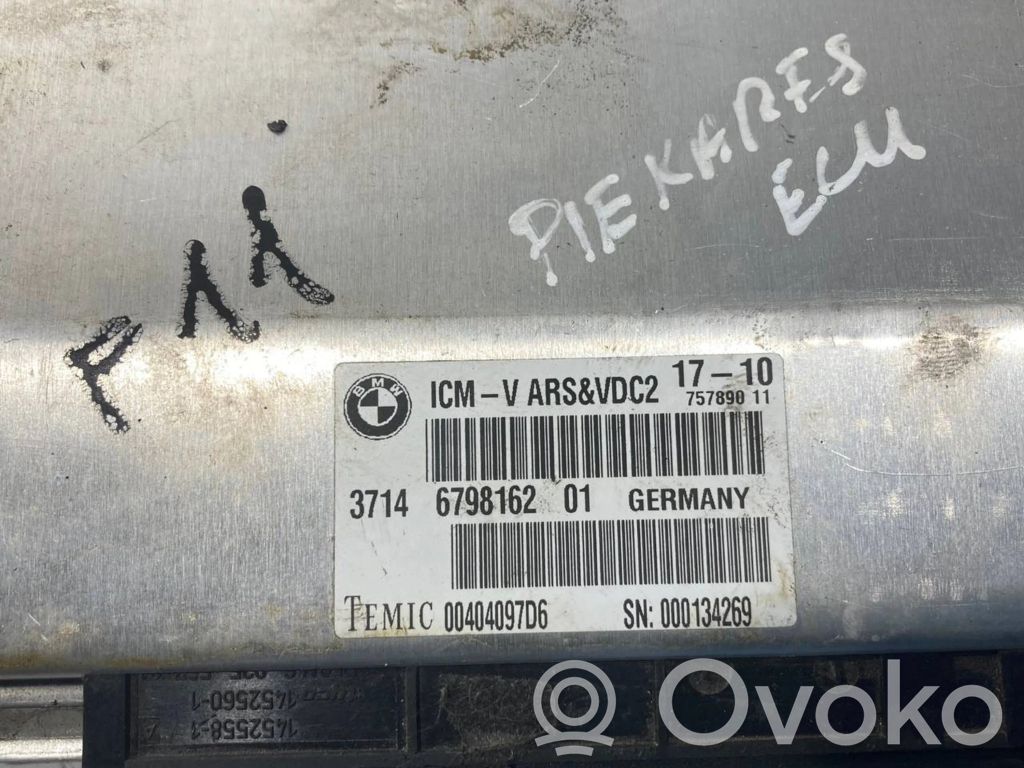 PIEKARES
ECU
BMW
ICM-V ARS&VDC2 17-10
757890 11
3714 6798162 01 GERMANY
TEMIC 00404097D6 SN: 000134269
1452560-1
1452558-1
Ovoko